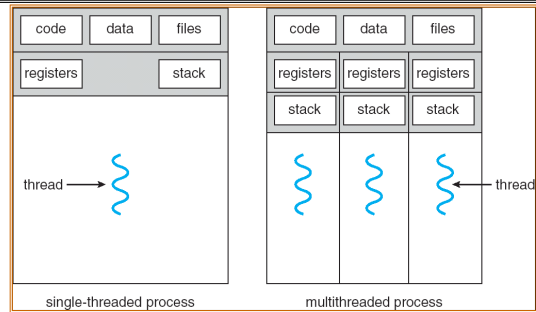 code data files
registers stack
thread
single-threaded process
code data files
registers registers registers
stack stack stack
thread
multithreaded process